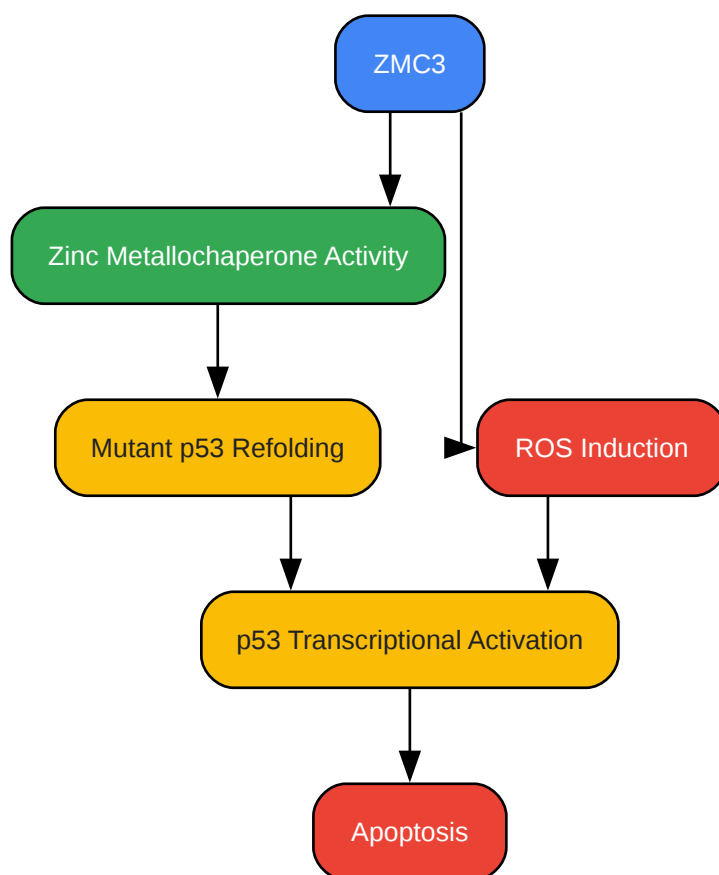 ZMC3
Zinc Metallochaperone Activity
Mutant p53 Refolding
ROS Induction
p53 Transcriptional Activation
Apoptosis